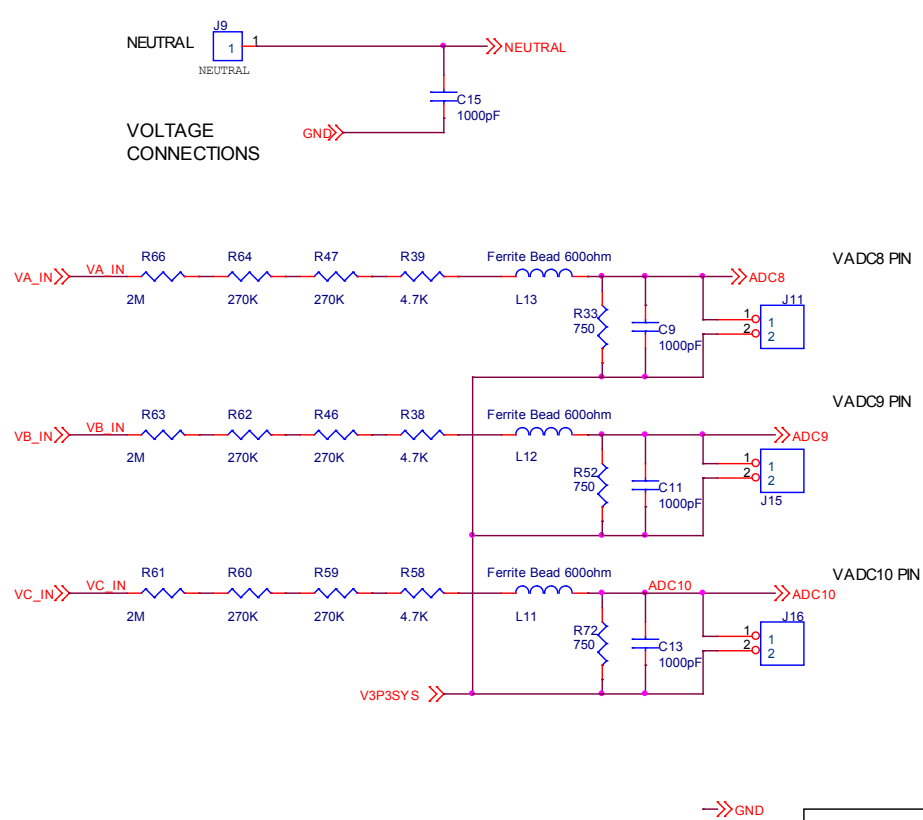 J9
NEUTRAL
1
1
NEUTRAL
NEUTRAL
C15
1000pF
VOLTAGE
CONNECTIONS
GND
R66
R64
R47
R39
Ferrite Bead 600ohm
VADC8 PIN
VA_IN
VA_IN
ADC8
2M
270K
270K
4.7K
L13
J11
R33
750
C9
1000pF
1
2
1
2
VADC9 PIN
R63
R62
R46
R38
Ferrite Bead 600ohm
VB_IN
VB_IN
ADC9
2M
270K
270K
4.7K
L12
R52
750
C11
1000pF
1
2
1
2
J15
R61
R60
R59
R58
Ferrite Bead 600ohm
VADC10 PIN
VC_IN
VC_IN
ADC10
ADC10
2M
270K
270K
4.7K
L11
J16
R72
750
C13
1000pF
1
2
1
2
V3P3SYS
GND